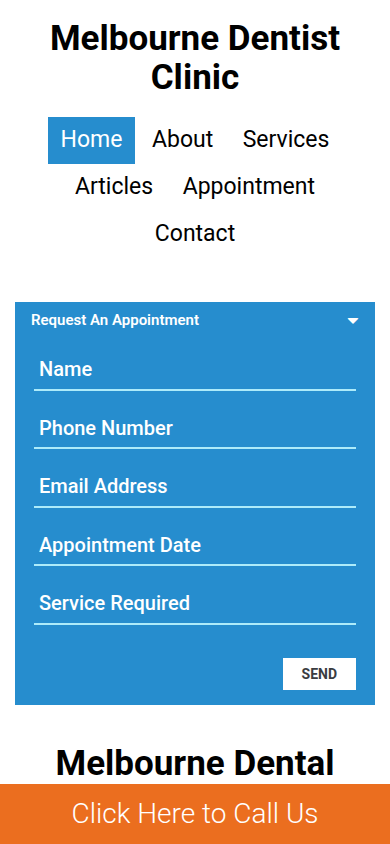 Melbourne Dentist
Clinic
Home About Services
Articles Appointment
Contact
Request An Appointment
Name
Phone Number
Email Address
Appointment Date
Service Required
SEND
Melbourne Dental
Click Here to Call Us